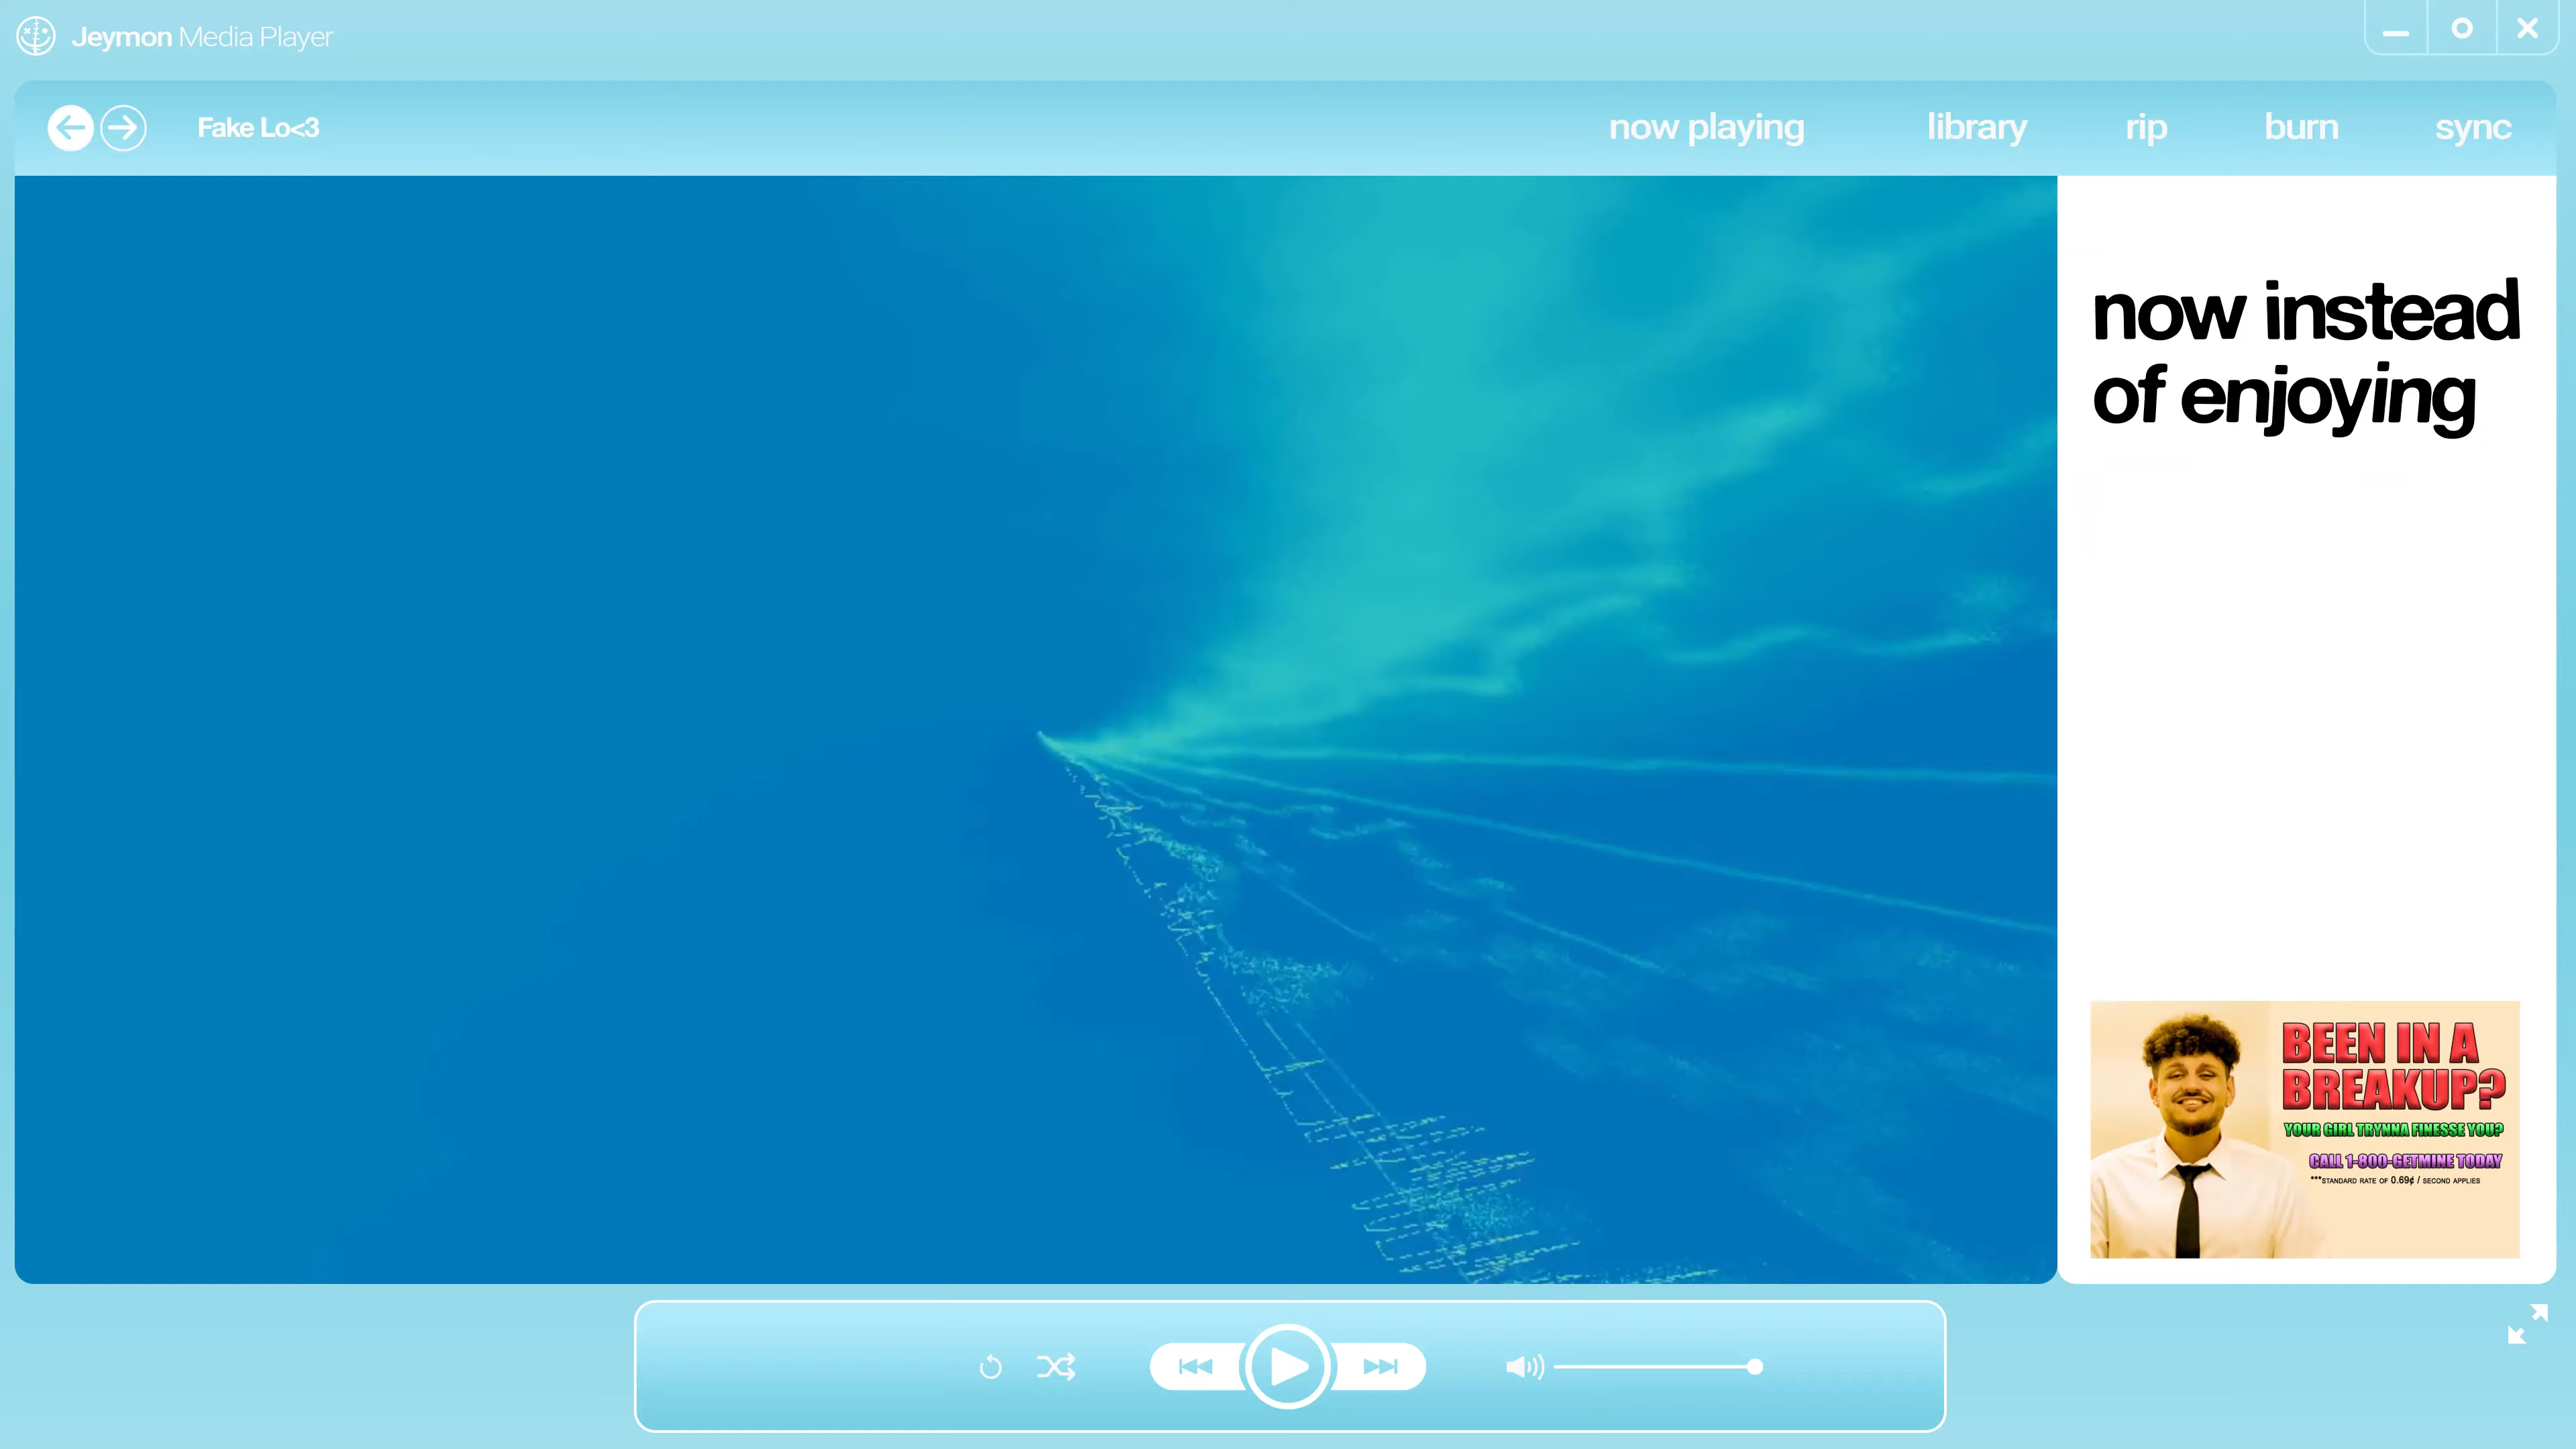 Jeymon Media Player
Fake Lo<3
now playing library rip burn sync
now instead
of enjoying
BEEN IN A
BREAKUP?
YOUR GIRL TRYNNA FINESSE YOU?
CALL 1-800-GETMINE TODAY
***STANDARD RATE OF 0.69¢ / SECOND APPLIES